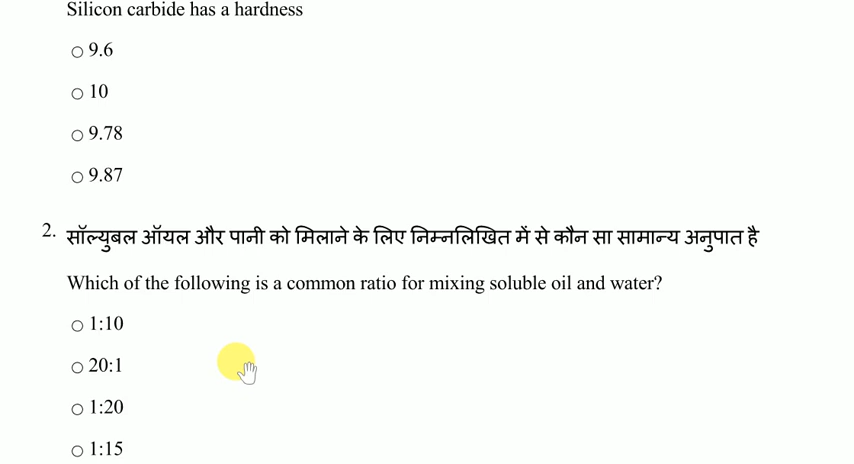 Silicon carbide has a hardness
9.6
10
9.78
9.87
2. सॉल्युबल ऑयल और पानी को मिलाने के लिए निम्नलिखित में से कौन सा सामान्य अनुपात है
Which of the following is a common ratio for mixing soluble oil and water?
1:10
20:1
1:20
1:15